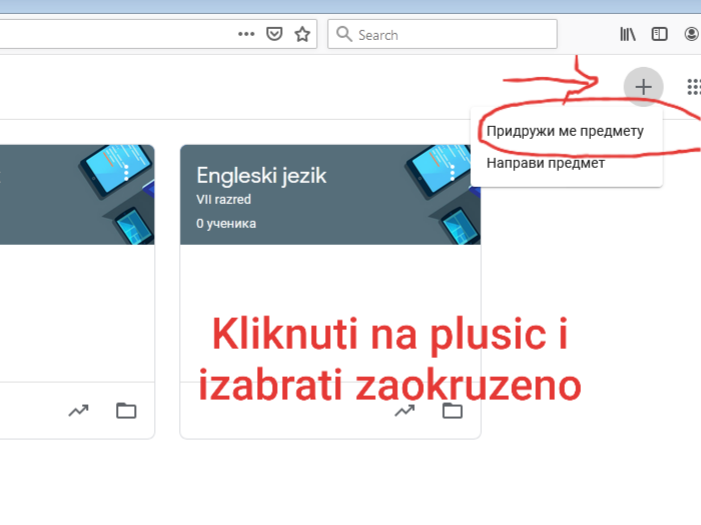 Search
Придружи ме предмету
Направи предмет
Engleski jezik
VII razred
0 ученика
Kliknuti na plusic i
izabrati zaokruzeno